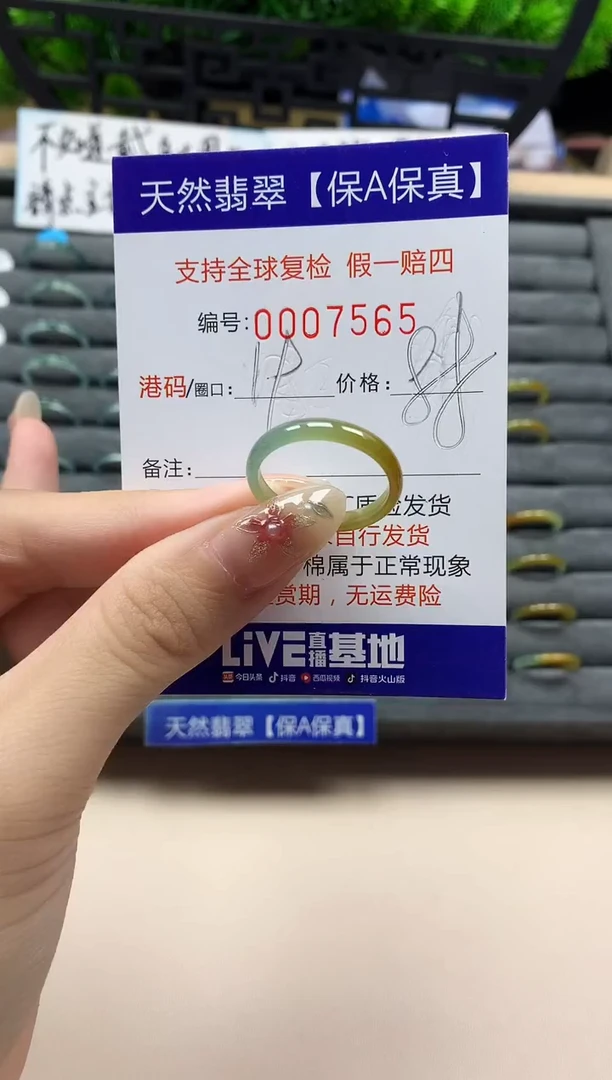 天然翡翠【保A保真】
支持全球复检 假一赔四
编号:0007565
港码/圈口: 价格: 88
备注:
质检发货
自行发货
棉属于正常现象
赏期，无运费险
LiVE直播基地
今日头条 抖音 西瓜视频 抖音火山版
天然翡翠【保A保真】